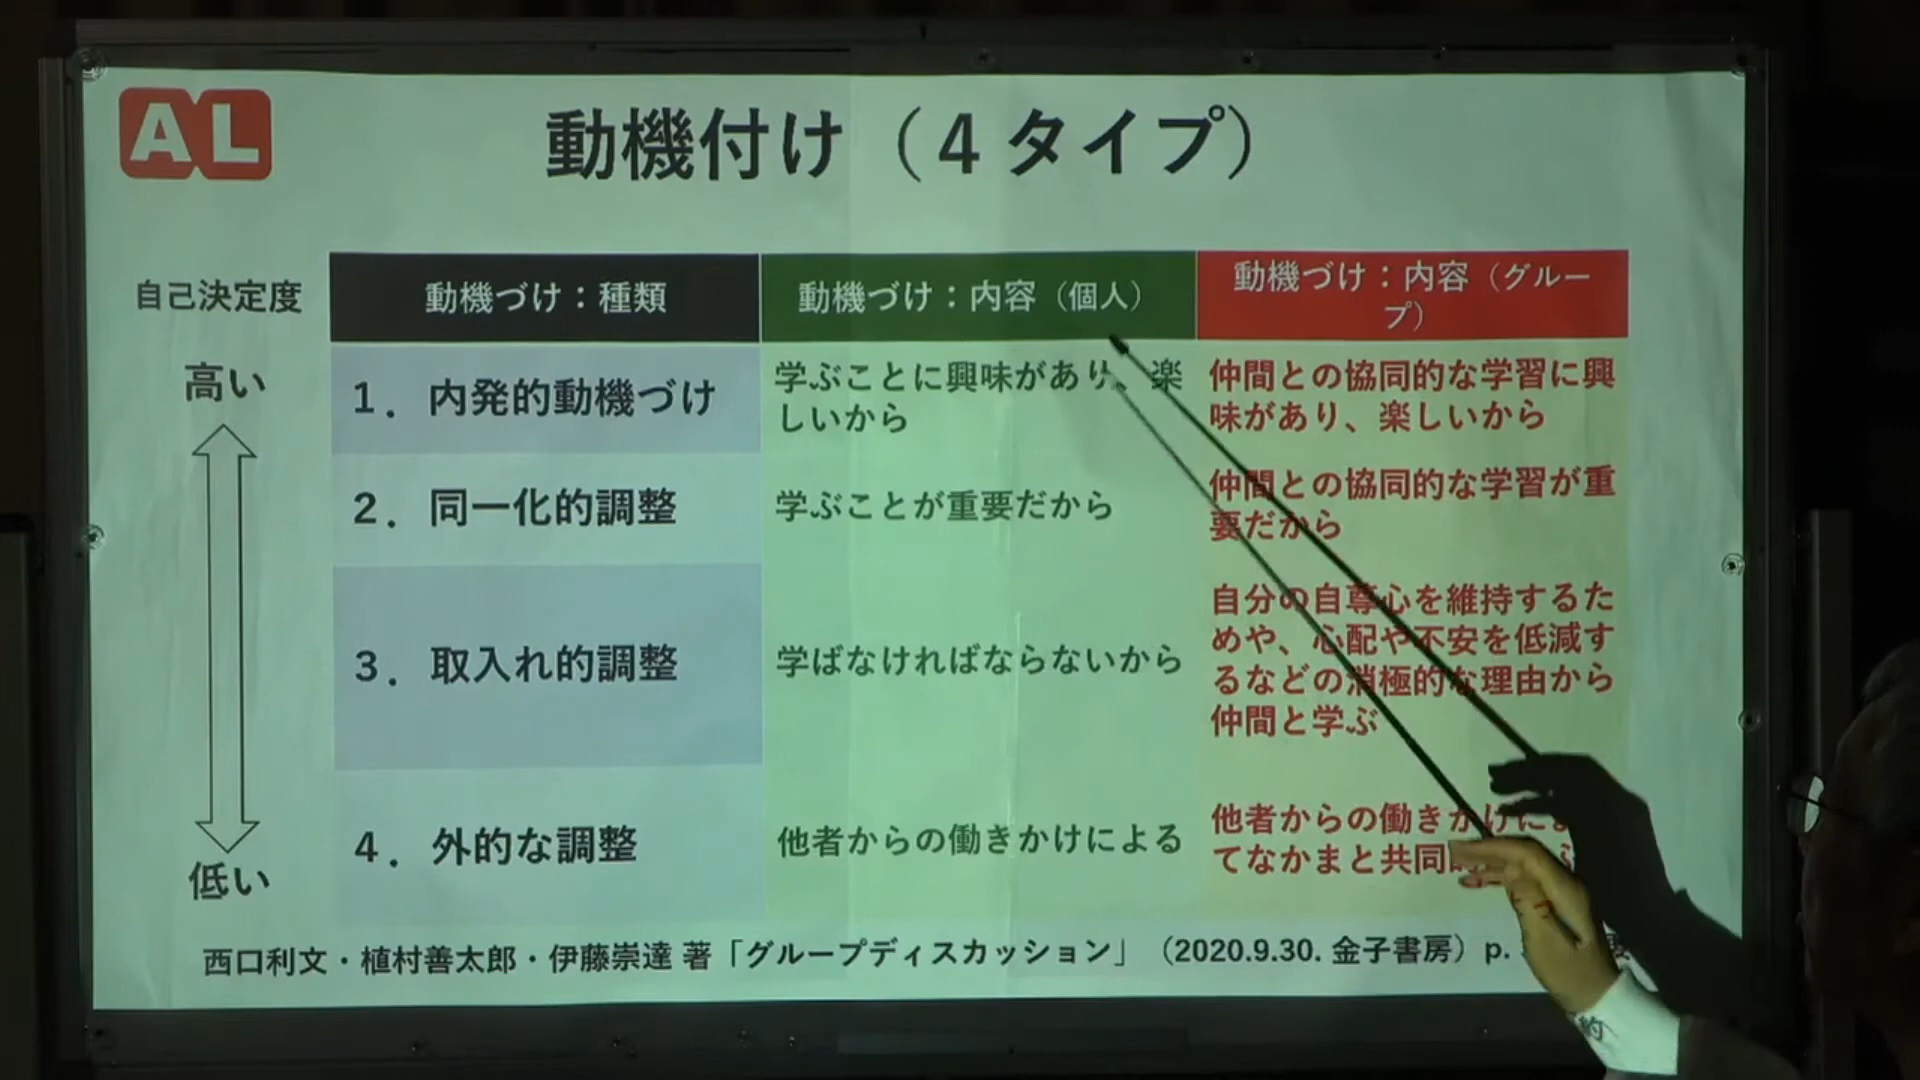 AL
動機付け（４タイプ）
自己決定度
高い
低い
動機づけ：種類
動機づけ：内容（個人）
動機づけ：内容（グルー
プ）
１．内発的動機づけ
学ぶことに興味があり、楽
しいから
仲間との協同的な学習に興
味があり、楽しいから
２．同一化的調整
学ぶことが重要だから
仲間との協同的な学習が重
要だから
３．取入れ的調整
学ばなければならないから
自分の自尊心を維持するた
めや、心配や不安を低減す
るなどの消極的な理由から
仲間と学ぶ
４．外的な調整
他者からの働きかけによる
他者からの働きかけに
てなかまと共同
西口利文・植村善太郎・伊藤崇達 著「グループディスカッション」（2020.9.30. 金子書房）p.